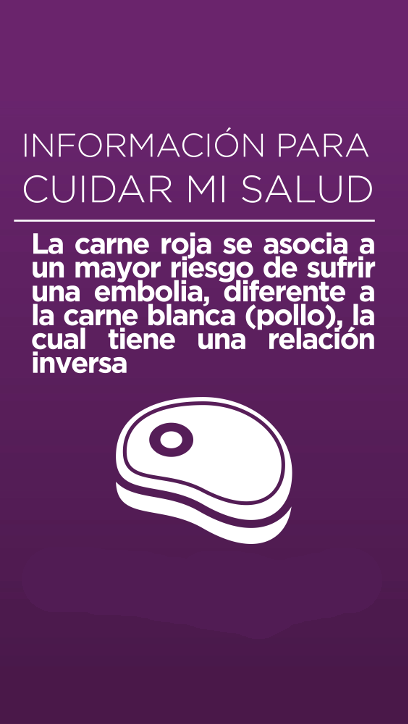 INFORMACIÓN PARA
CUIDAR MI SALUD
La carne roja se asocia a
un mayor riesgo de sufrir
una embolia, diferente a
la carne blanca (pollo), la
cual tiene una relación
inversa